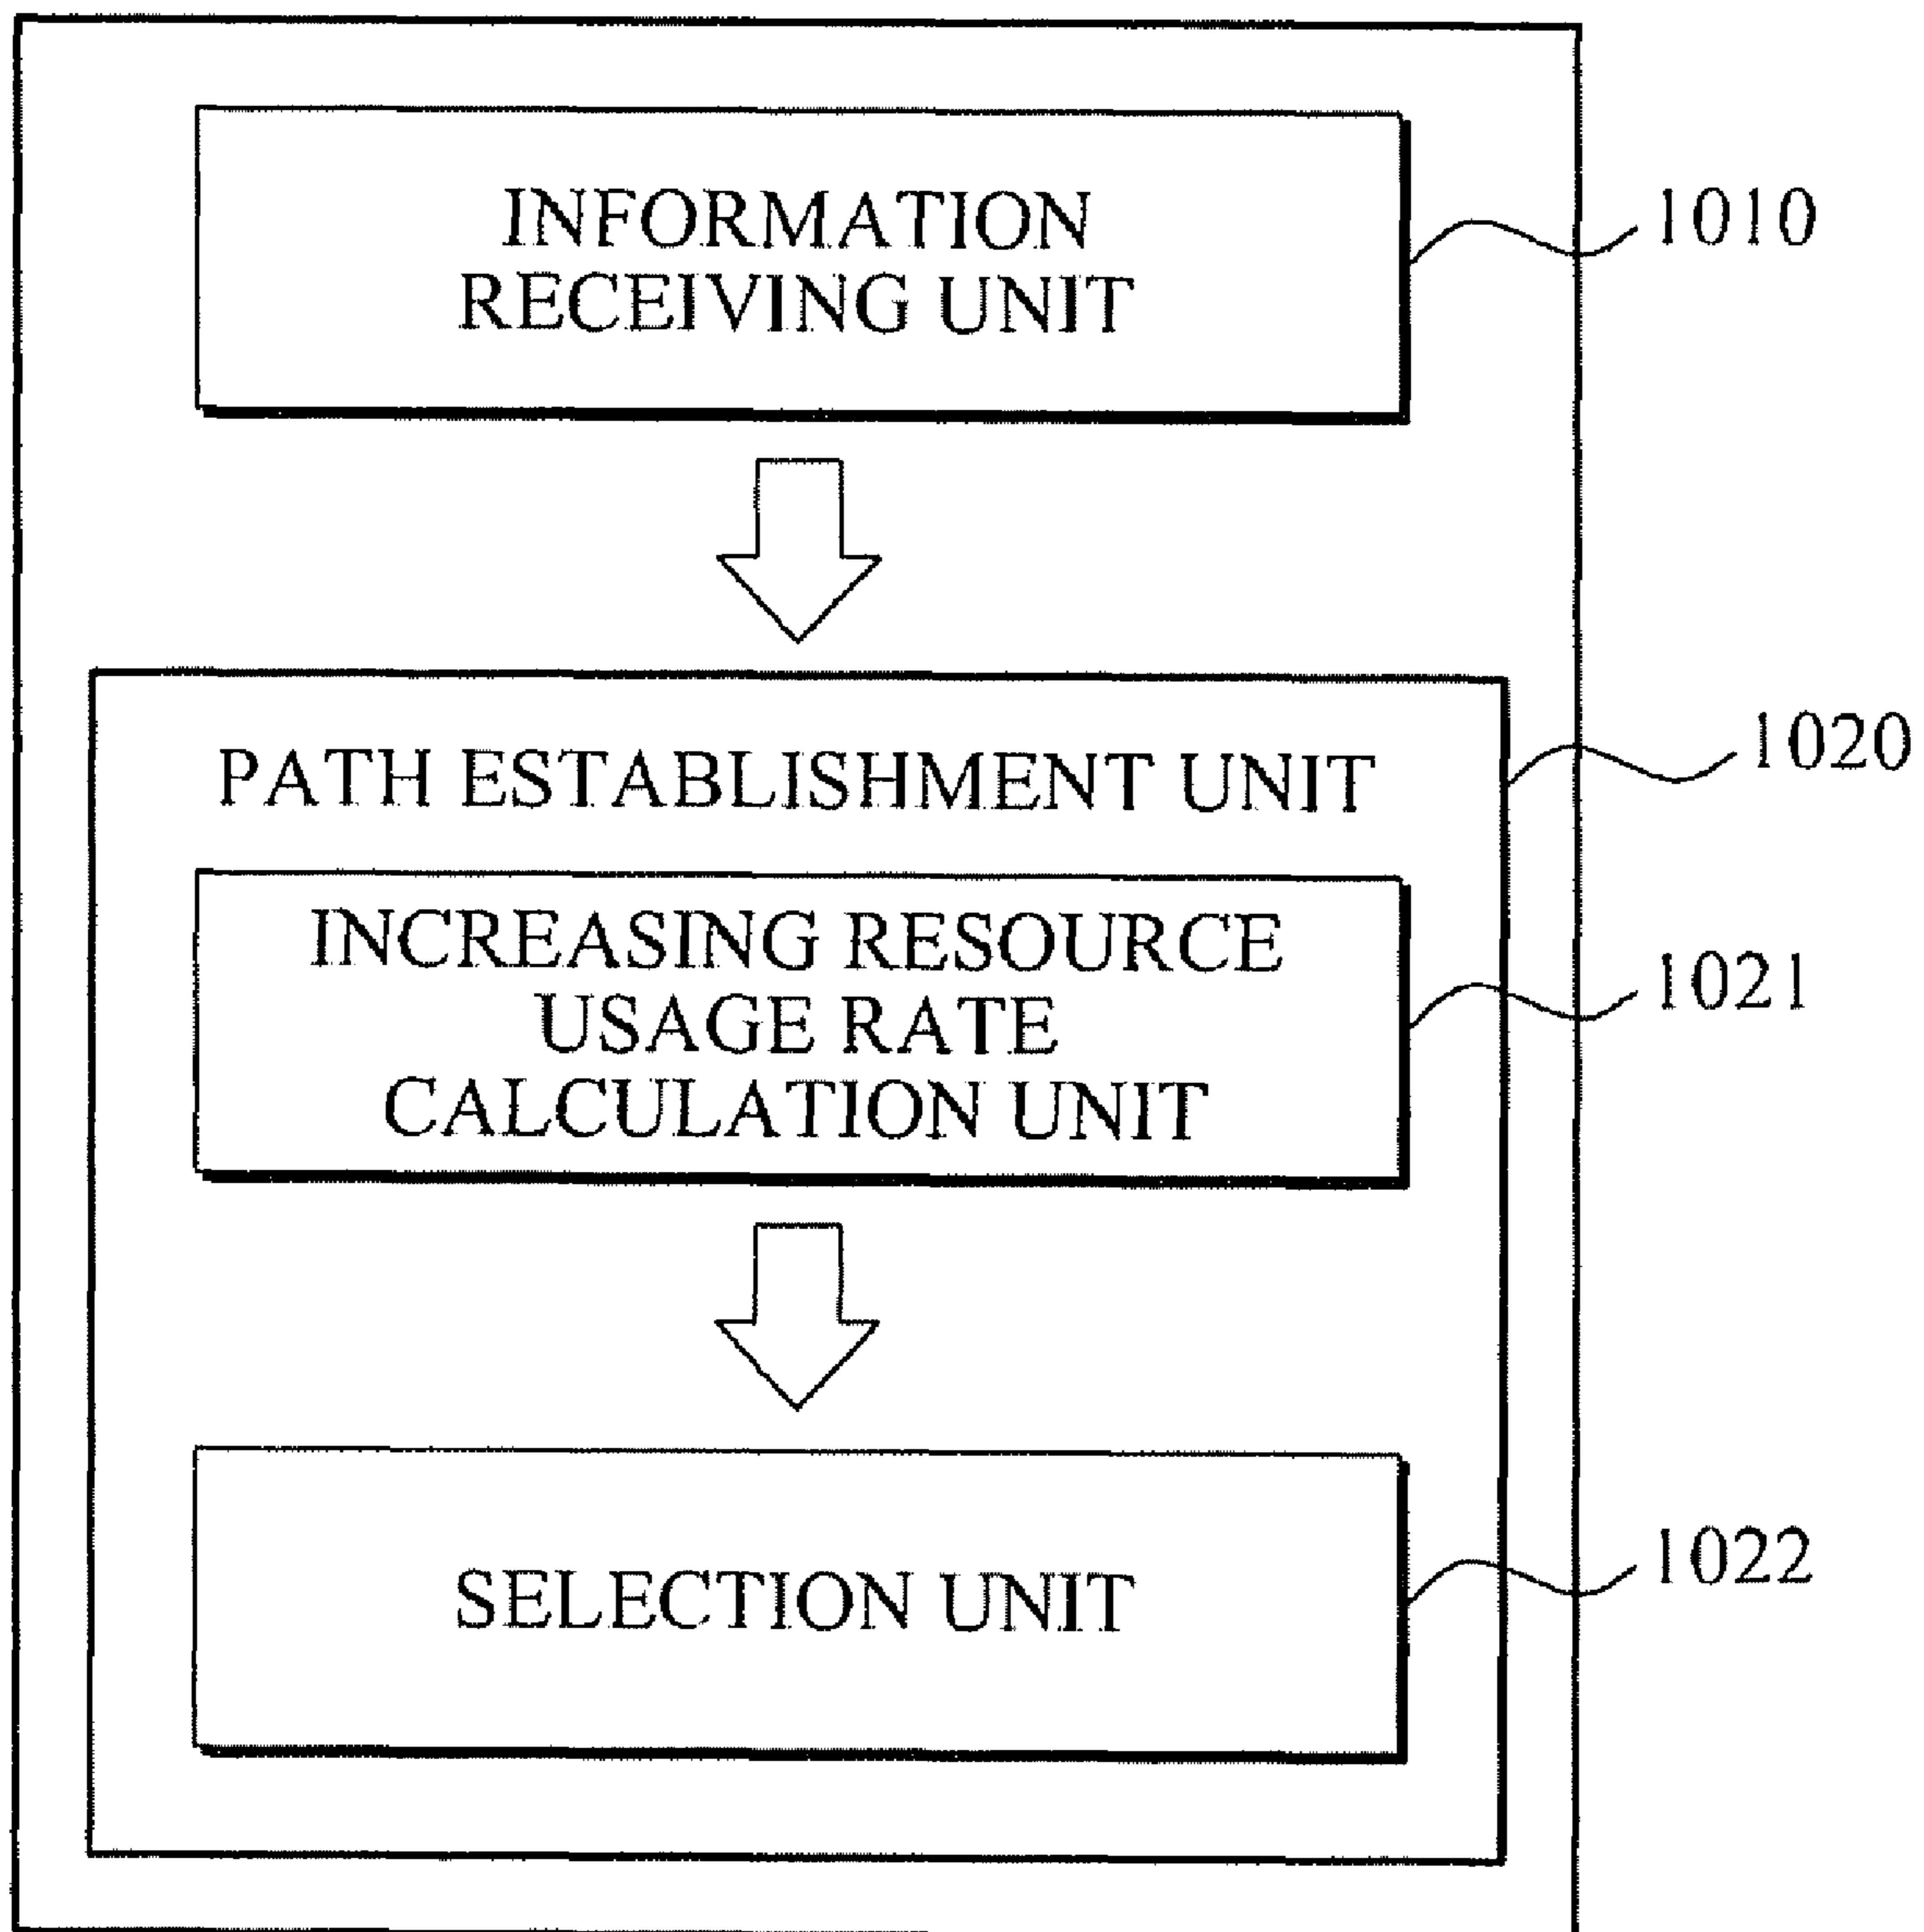 INFORMATION
RECEIVING UNIT
1010
PATH ESTABLISHMENT UNIT
1020
INCREASING RESOURCE
USAGE RATE
CALCULATION UNIT
1021
SELECTION UNIT
1022